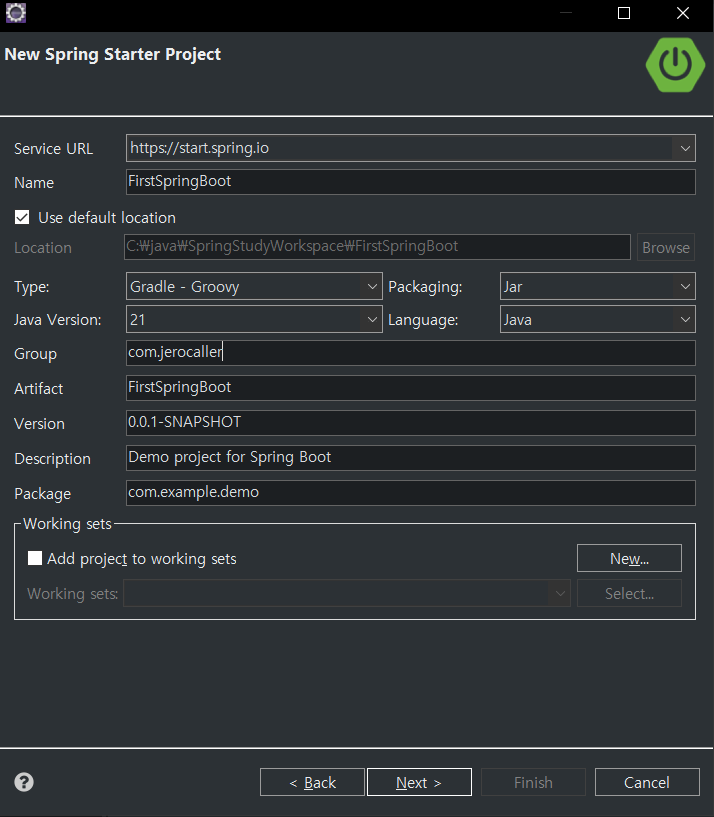 New Spring Starter Project
Service URL https://start.spring.io
Name FirstSpringBoot
Use default location
Location C:₩java₩SpringStudyWorkspace₩FirstSpringBoot Browse
Type: Gradle - Groovy Packaging: Jar
Java Version: 21 Language: Java
Group com.jerocaller
Artifact FirstSpringBoot
Version 0.0.1-SNAPSHOT
Description Demo project for Spring Boot
Package com.example.demo
Working sets
Add project to working sets New...
Working sets: Select...
? < Back Next > Finish Cancel